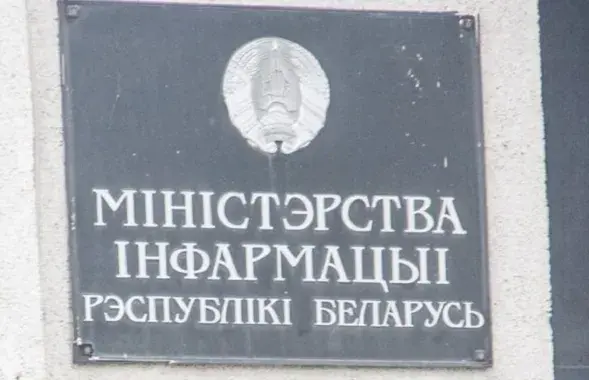 МІНІСТЭРСТВА
ІНФАРМАЦЫІ
РЭСПУБЛІКІ БЕЛАРУСЬ